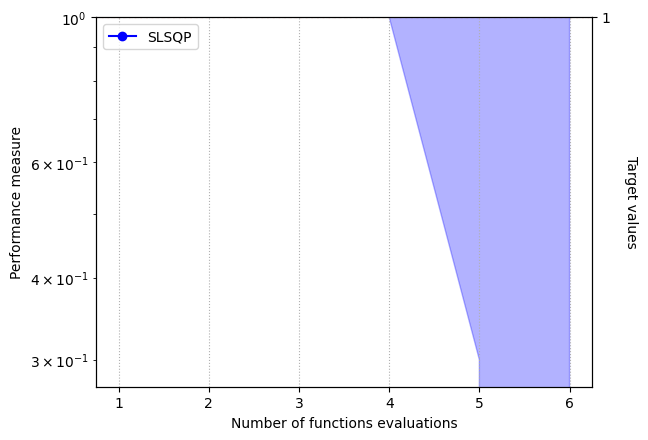 10⁰
6 × 10⁻¹
4 × 10⁻¹
3 × 10⁻¹
Performance measure
SLSQP
1
Target values
1 2 3 4 5 6
Number of functions evaluations